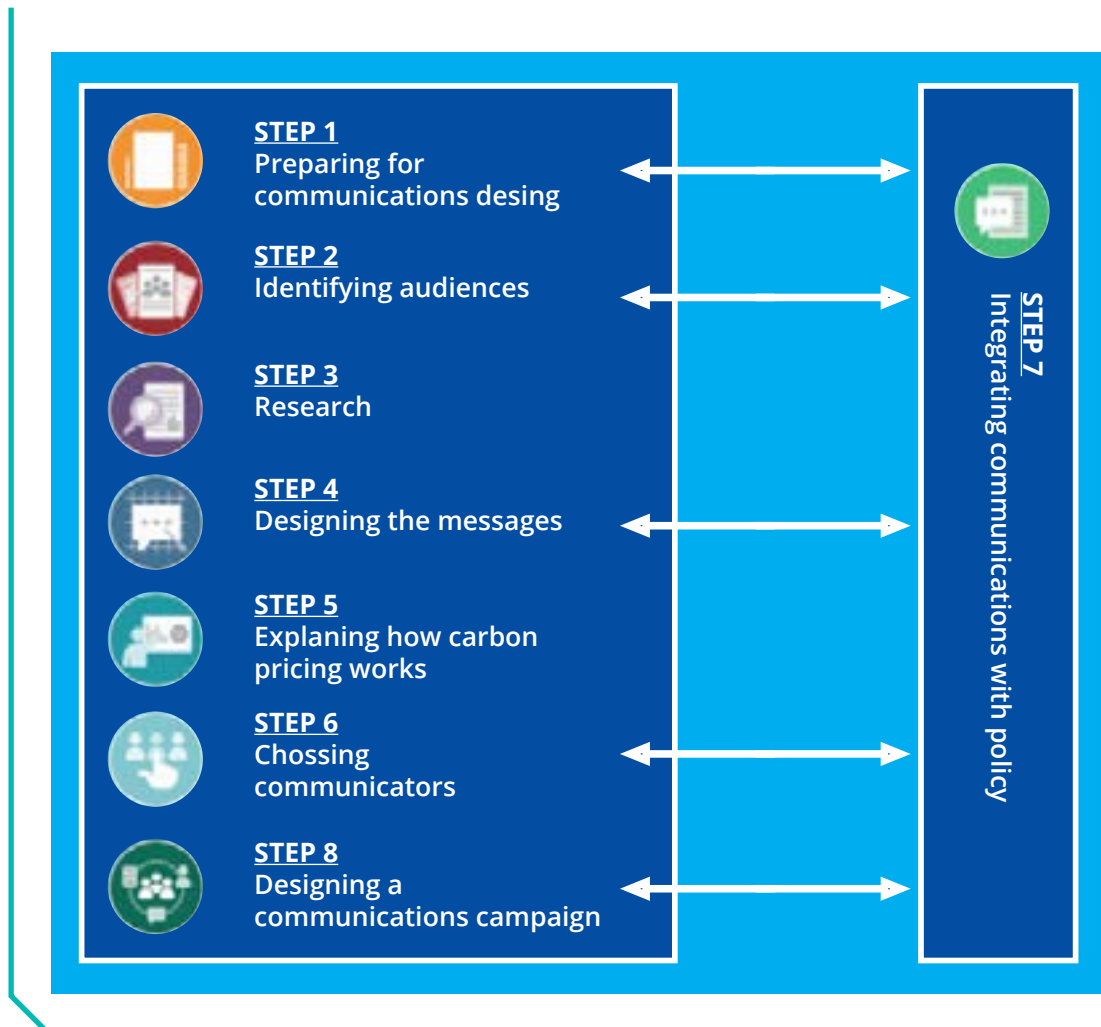 STEP 1
Preparing for
communications desing
STEP 2
Identifying audiences
STEP 3
Research
STEP 4
Designing the messages
STEP 5
Explaning how carbon
pricing works
STEP 6
Chossing
communicators
STEP 8
Designing a
communications campaign
STEP 7
Integrating communications with policy